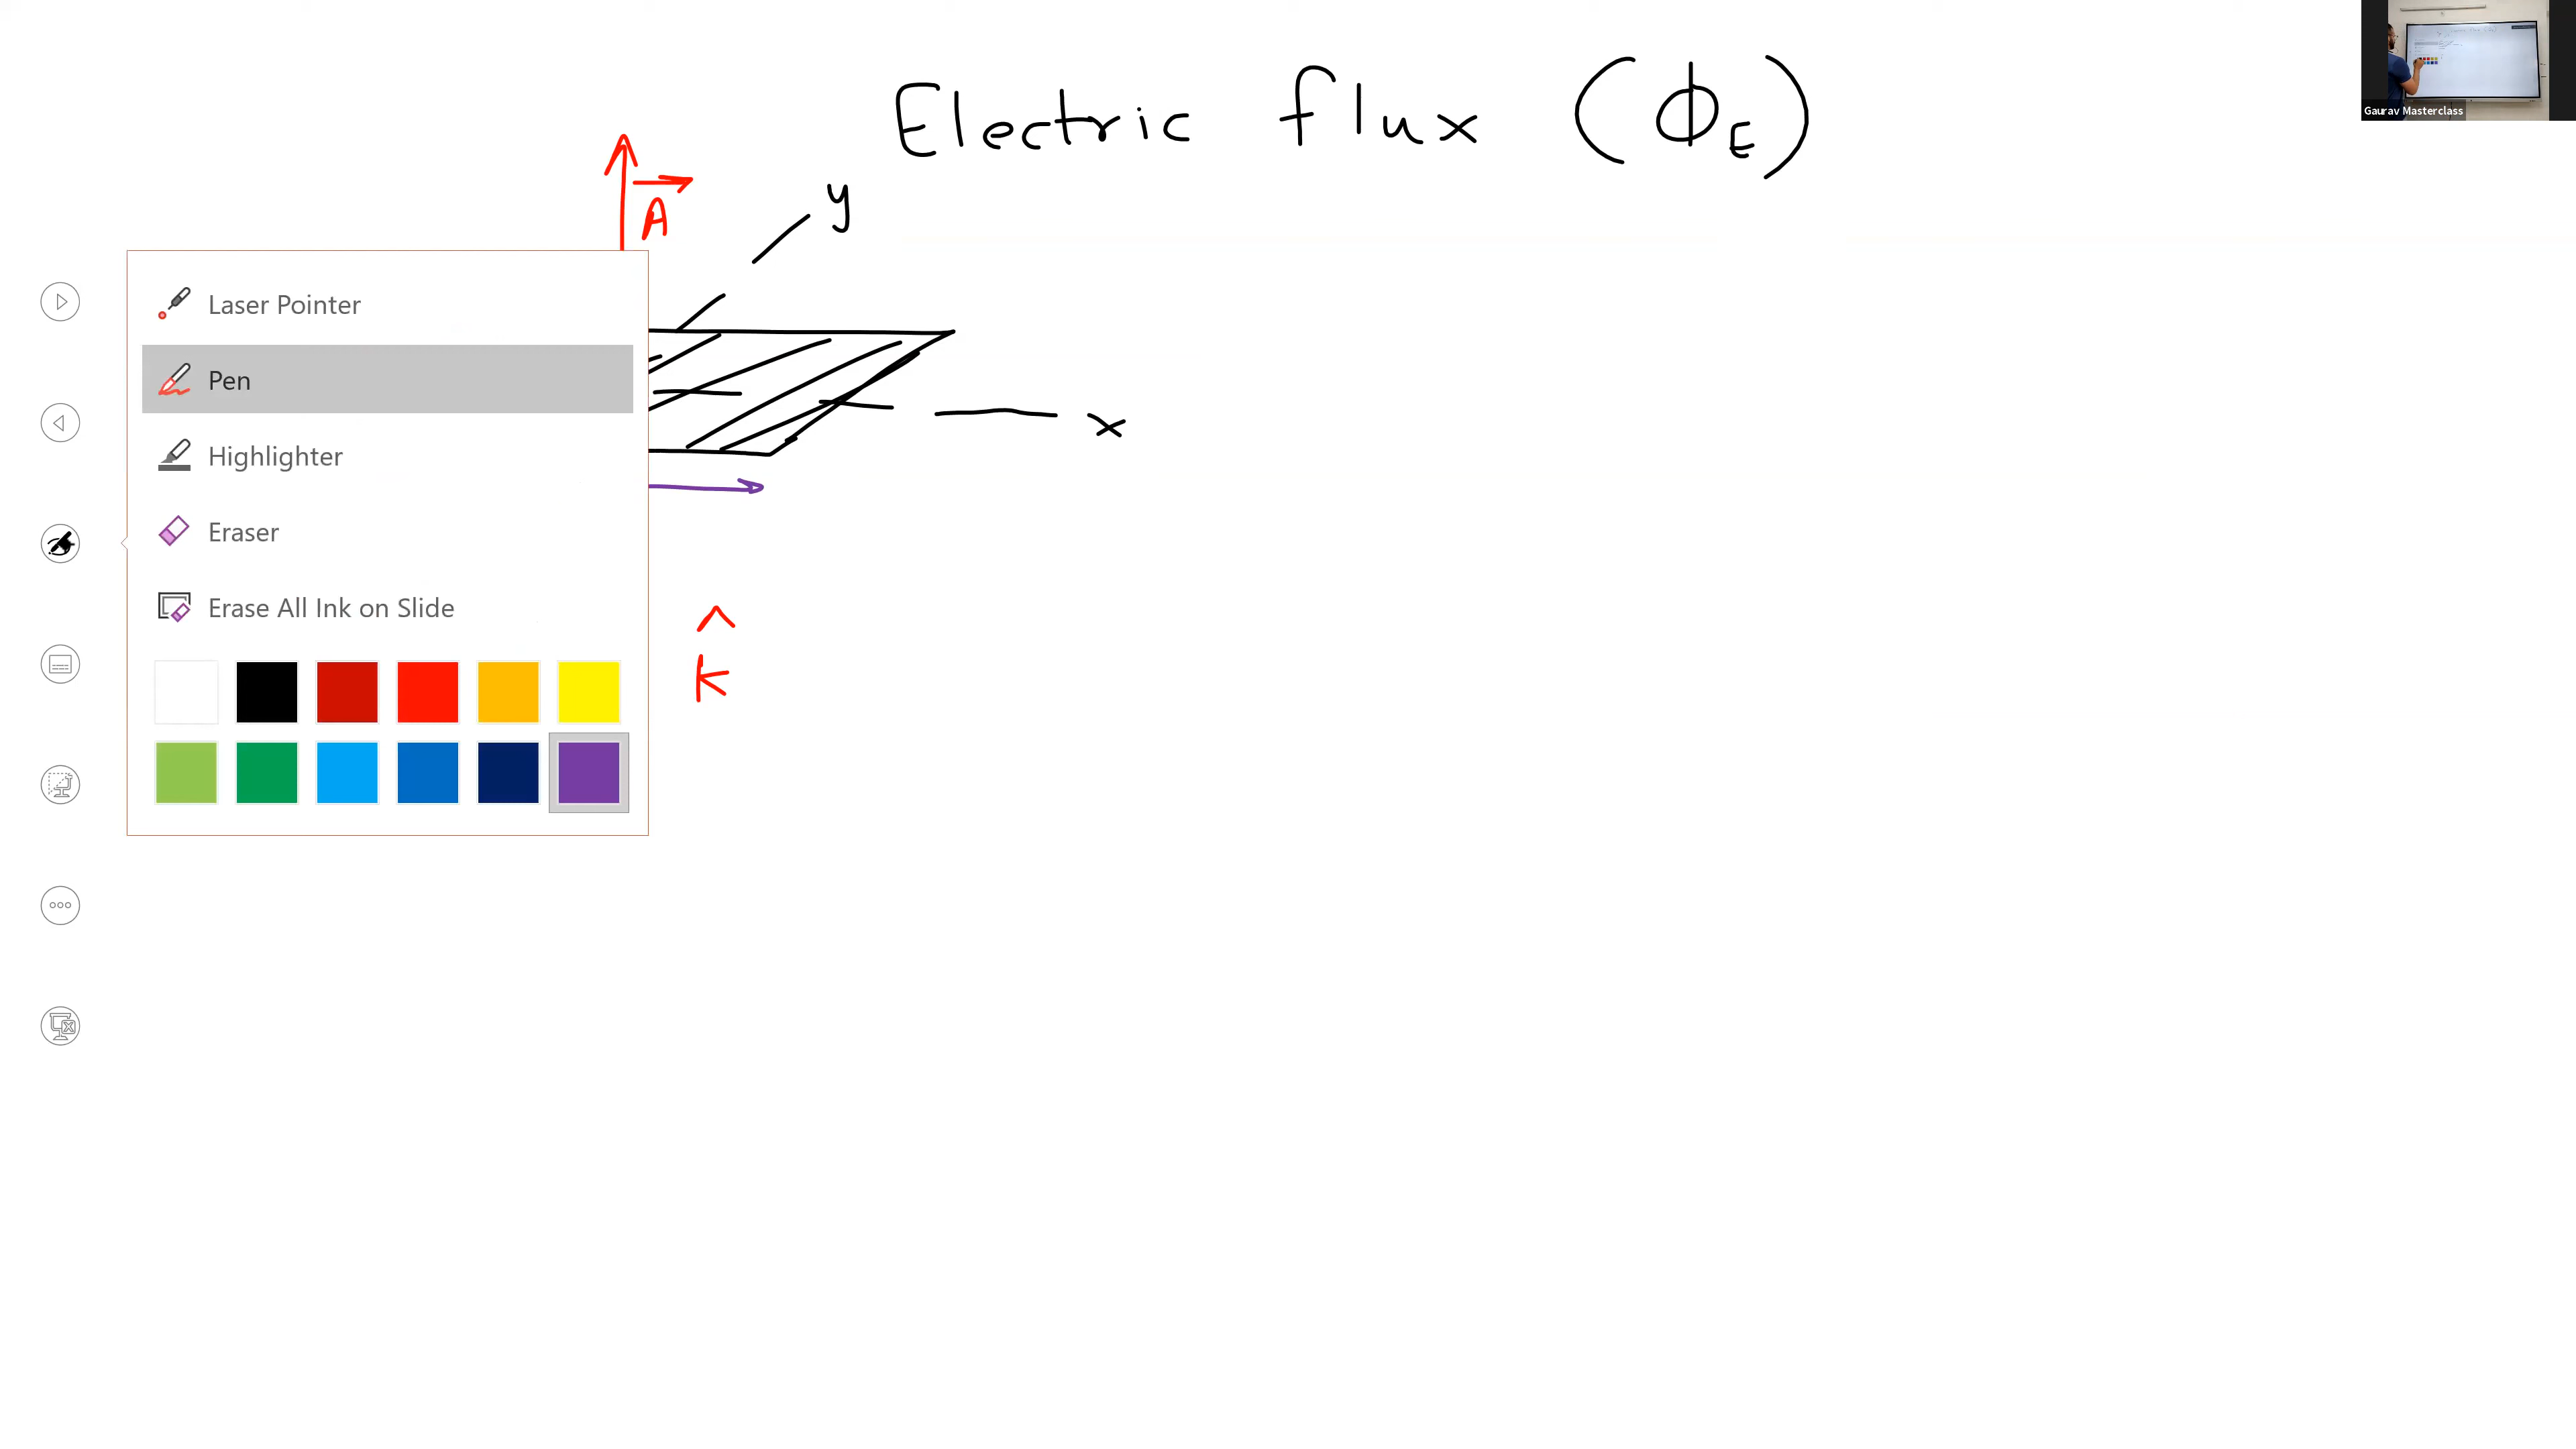 Electric flux (ϕE)
A
y
x
k̂
Laser Pointer
Pen
Highlighter
Eraser
Erase All Ink on Slide
Gaurav Masterclass